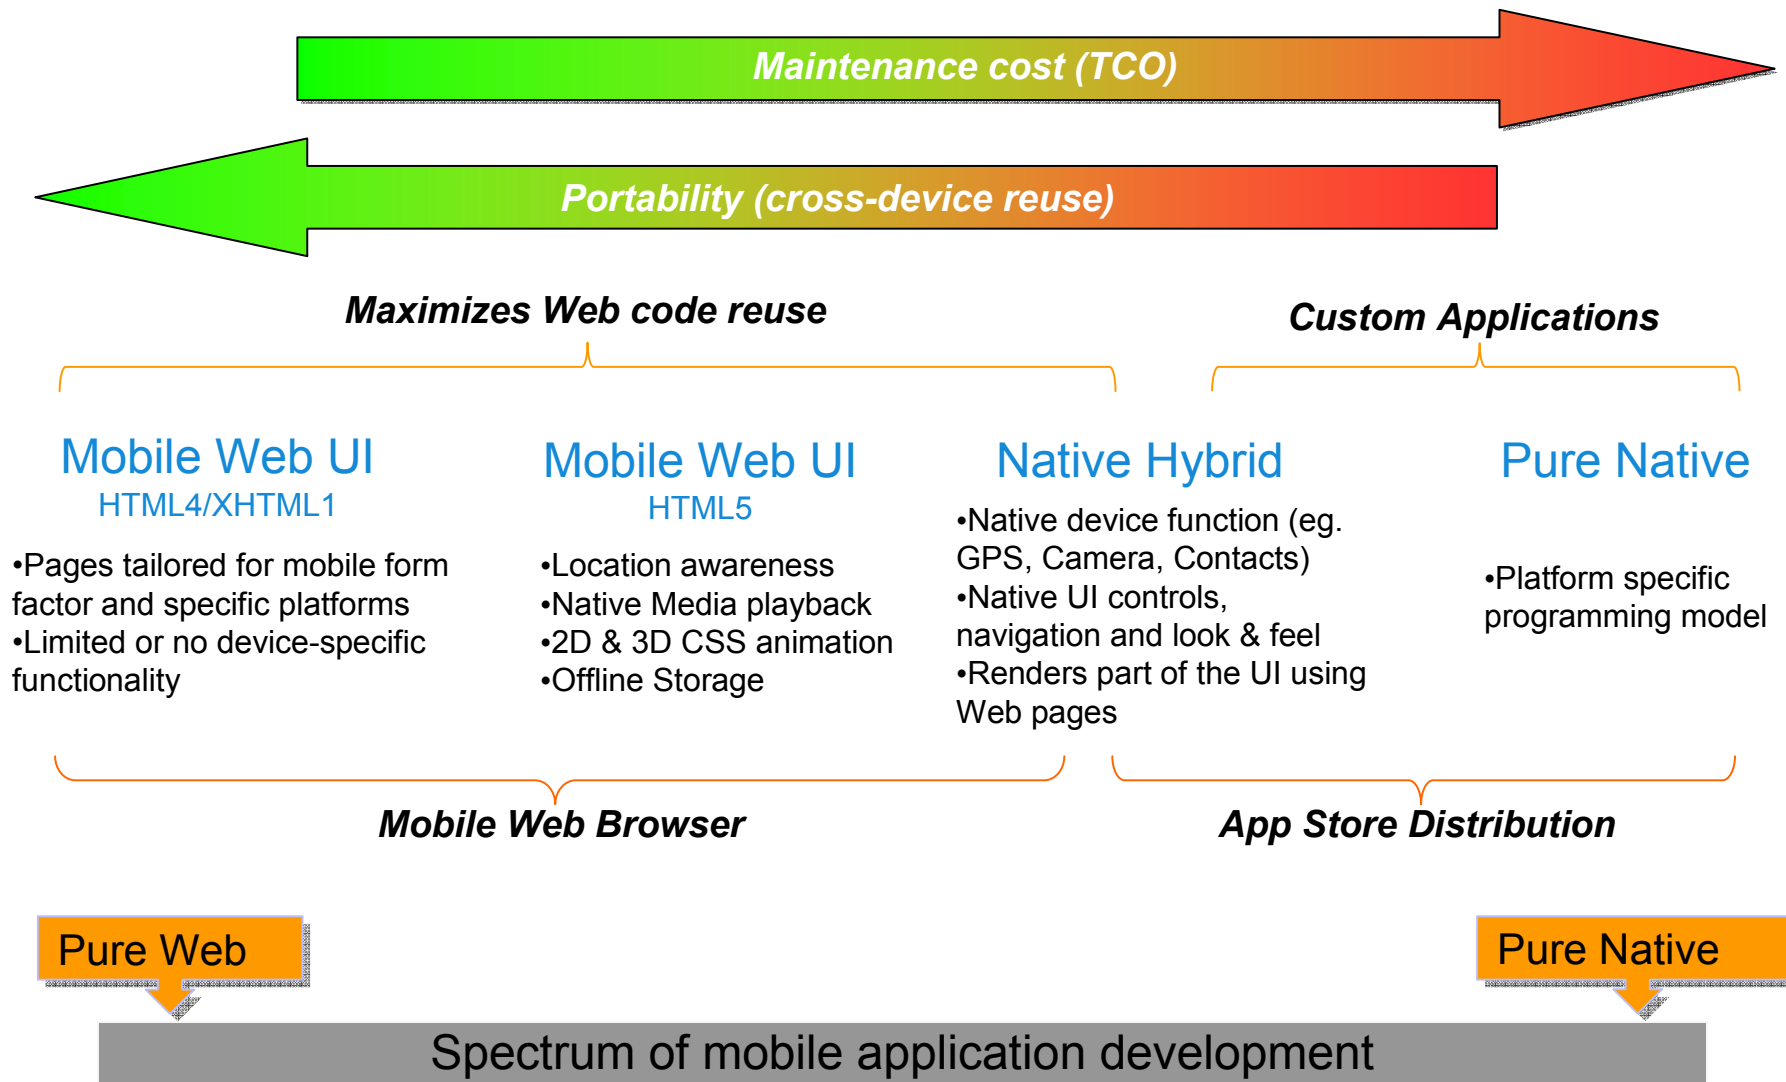 Maintenance cost (TCO)
Portability (cross-device reuse)
Maximizes Web code reuse
Custom Applications
Mobile Web UI
HTML4/XHTML1
•Pages tailored for mobile form
factor and specific platforms
•Limited or no device-specific
functionality
Mobile Web UI
HTML5
•Location awareness
•Native Media playback
•2D & 3D CSS animation
•Offline Storage
Native Hybrid
•Native device function (eg.
GPS, Camera, Contacts)
•Native UI controls,
navigation and look & feel
•Renders part of the UI using
Web pages
Pure Native
•Platform specific
programming model
Mobile Web Browser
App Store Distribution
Pure Web
Pure Native
Spectrum of mobile application development